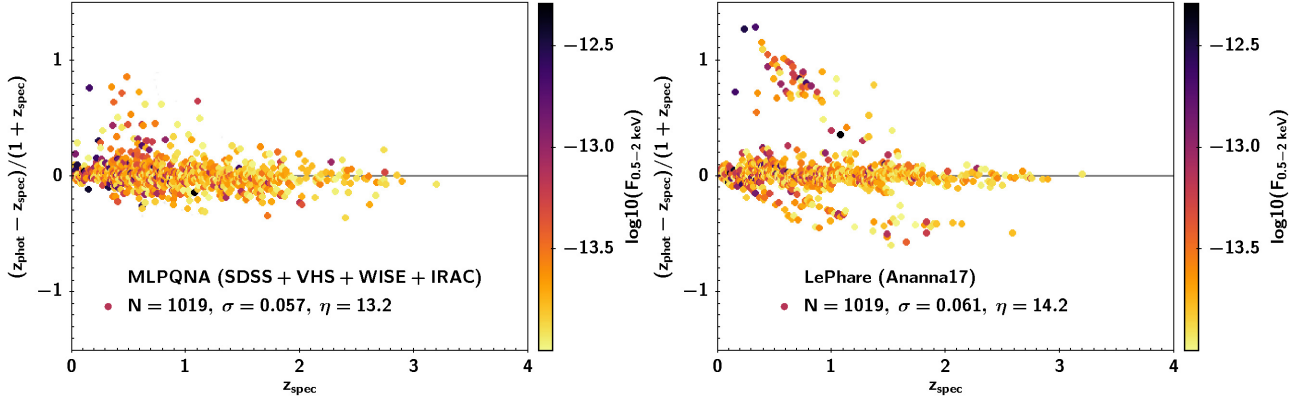 1
0
−1
(z_phot − z_spec)/(1 + z_spec)
MLPQNA (SDSS + VHS + WISE + IRAC)
N = 1019, σ = 0.057, η = 13.2
0 1 2 3 4
z_spec
−12.5
−13.0
−13.5
log10(F_0.5−2 keV)
1
0
−1
(z_phot − z_spec)/(1 + z_spec)
LePhare (Ananna17)
N = 1019, σ = 0.061, η = 14.2
0 1 2 3 4
z_spec
−12.5
−13.0
−13.5
log10(F_0.5−2 keV)